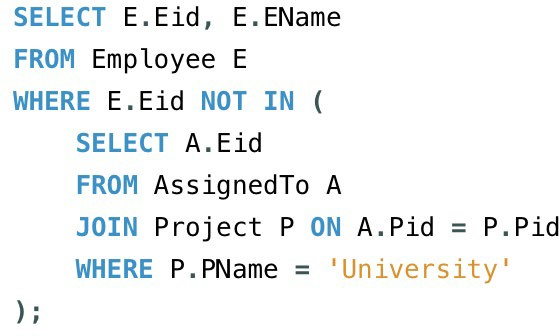 SELECT E.Eid, E.EName
FROM Employee E
WHERE E.Eid NOT IN (
    SELECT A.Eid
    FROM AssignedTo A
    JOIN Project P ON A.Pid = P.Pid
    WHERE P.PName = 'University'
);